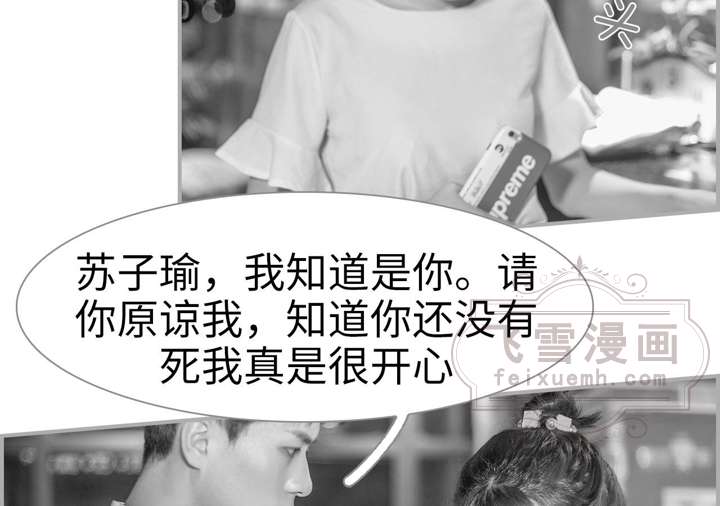 兴
preme
苏子瑜，我知道是你。请
你原谅我，知道你还没有
死我真是很开心
飞雪漫画
feixuemh.com